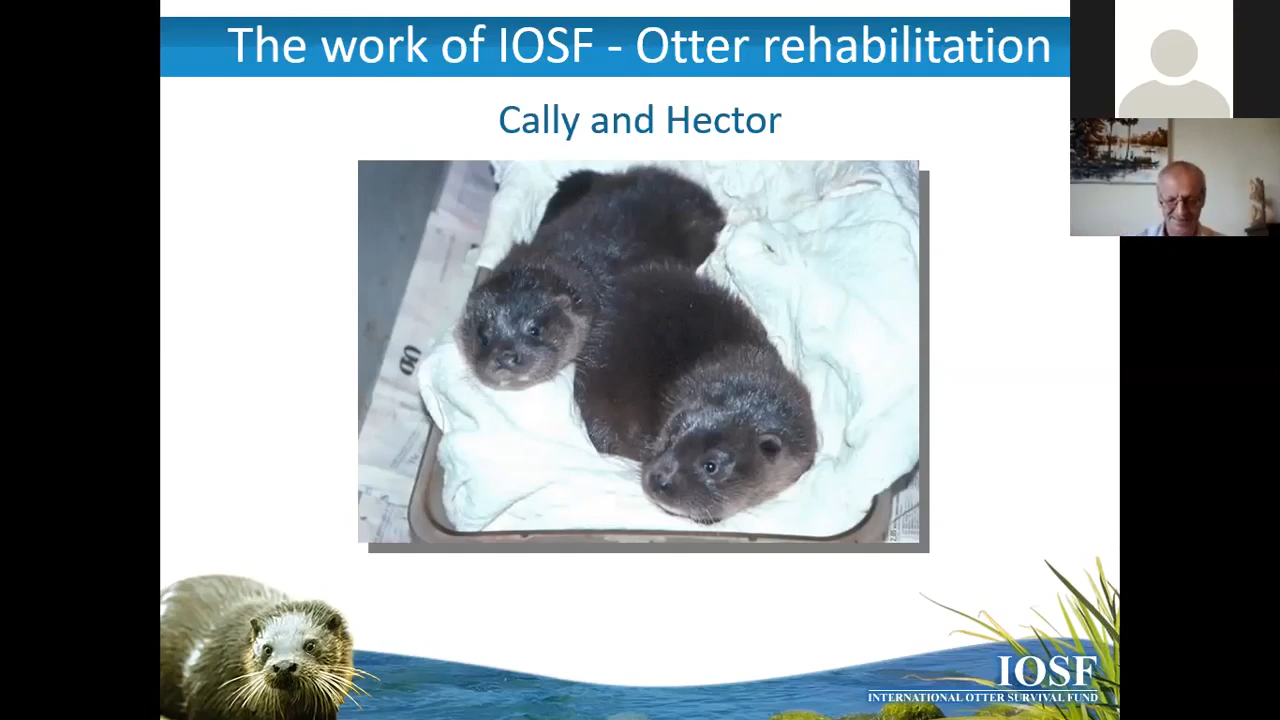 The work of IOSF - Otter rehabilitation
Cally and Hector
IOSF
INTERNATIONAL OTTER SURVIVAL FUND